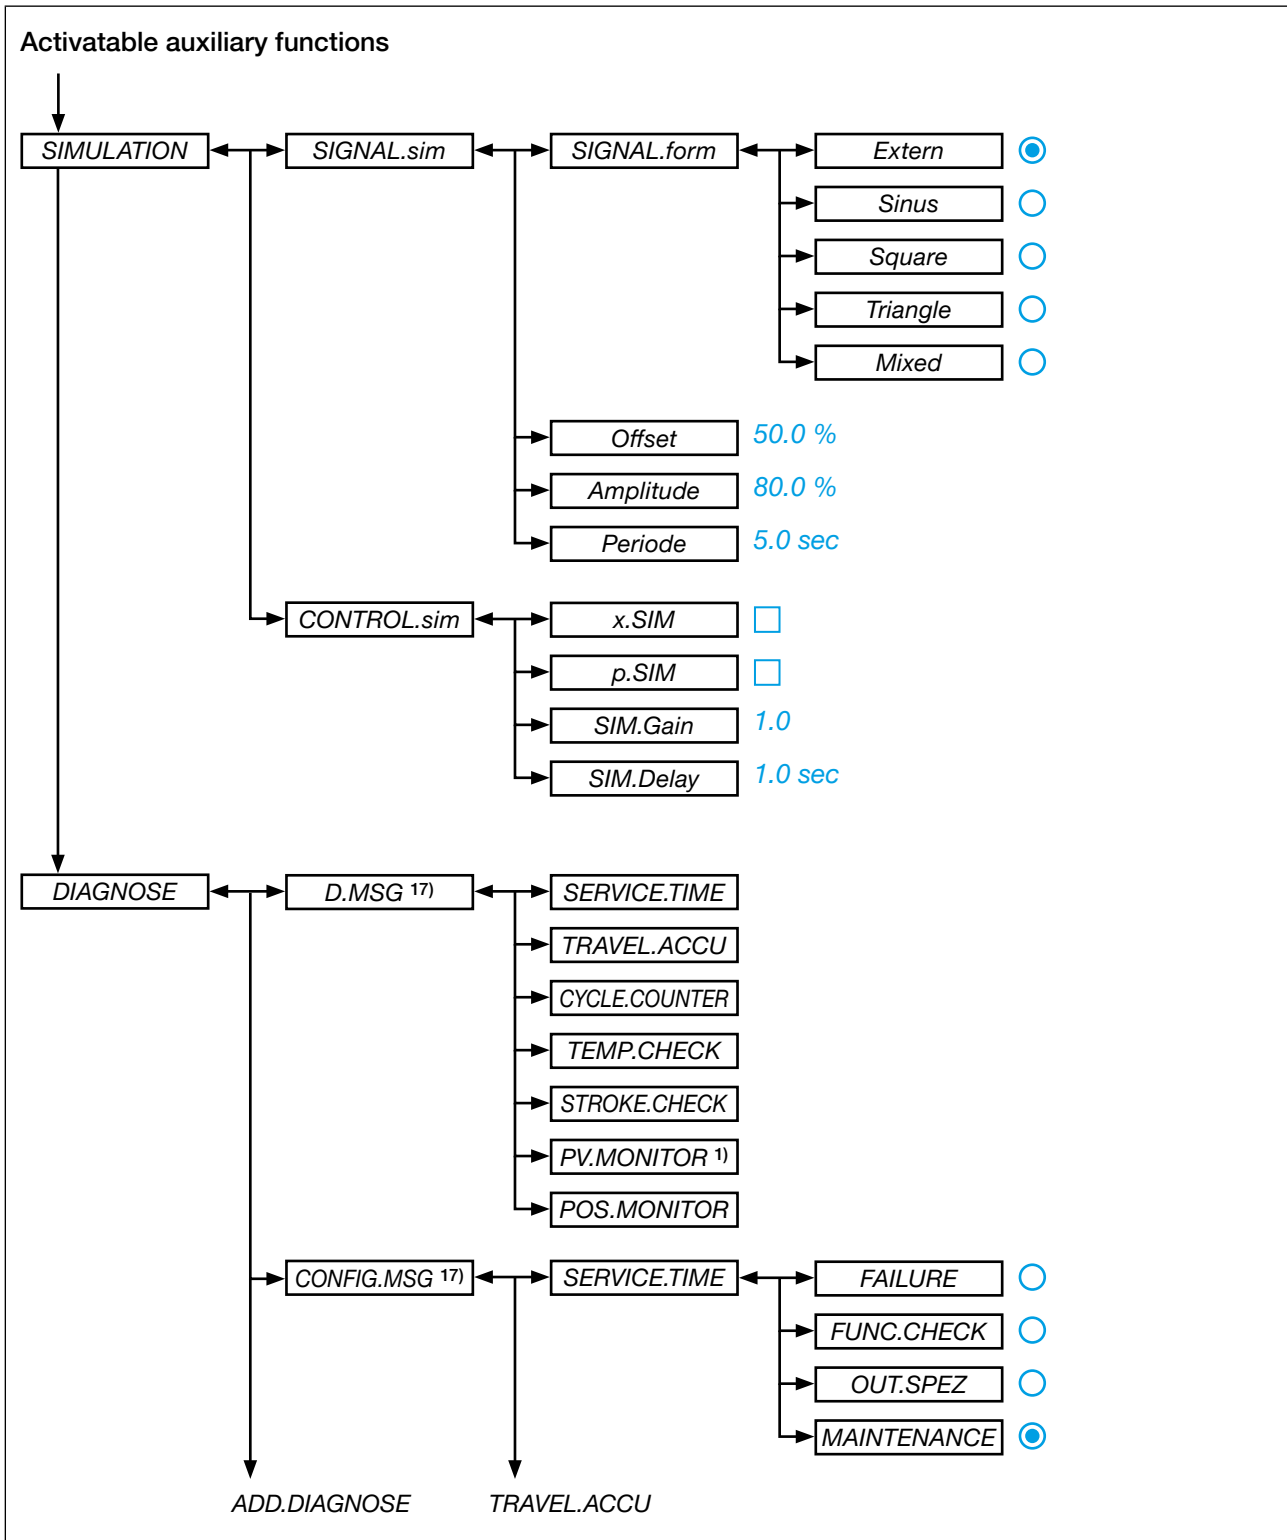 Activatable auxiliary functions
SIMULATION SIGNAL.sim SIGNAL.form Extern
Sinus
Square
Triangle
Mixed
Offset 50.0 %
Amplitude 80.0 %
Periode 5.0 sec
CONTROL.sim x.SIM
p.SIM
SIM.Gain 1.0
SIM.Delay 1.0 sec
DIAGNOSE D.MSG 17) SERVICE.TIME
TRAVEL.ACCU
CYCLE.COUNTER
TEMP.CHECK
STROKE.CHECK
PV.MONITOR 1)
POS.MONITOR
CONFIG.MSG 17) SERVICE.TIME FAILURE
FUNC.CHECK
OUT.SPEZ
MAINTENANCE
ADD.DIAGNOSE TRAVEL.ACCU